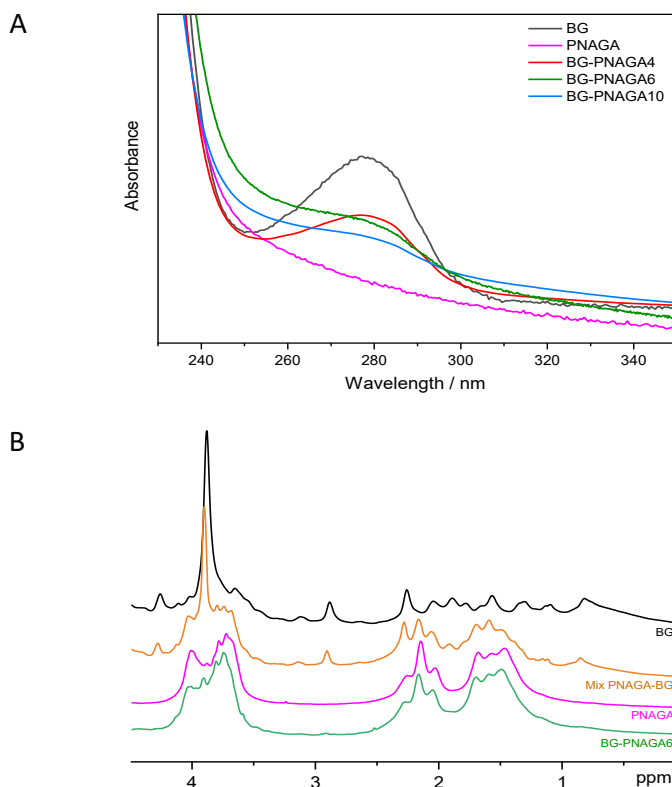 A
BG
PNAGA
BG-PNAGA4
BG-PNAGA6
BG-PNAGA10
Absorbance
240 260 280 300 320 340
Wavelength / nm
B
BG
Mix PNAGA-BG
PNAGA
BG-PNAGA6
4 3 2 1 ppm